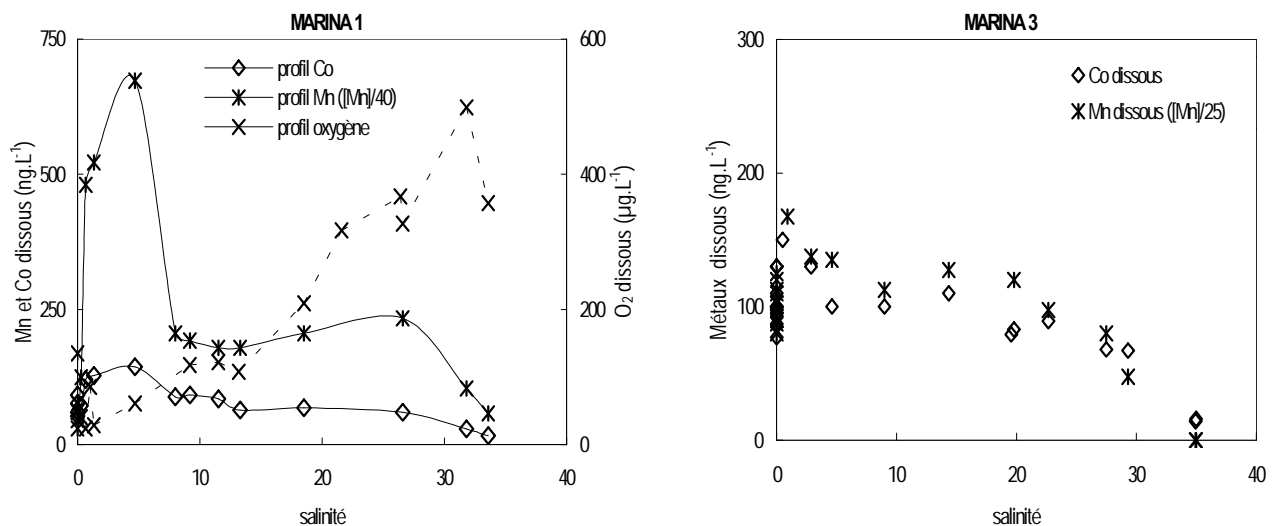 MARINA 1
750
500
250
0
600
400
200
0
Mn et Co dissous (ng.L-1)
O2 dissous (µg.L-1)
profil Co
profil Mn ([Mn]/40)
profil oxygène
0 10 20 30 40
salinité
MARINA 3
300
200
100
0
Métaux dissous (ng.L-1)
Co dissous
Mn dissous ([Mn]/25)
0 10 20 30 40
salinité